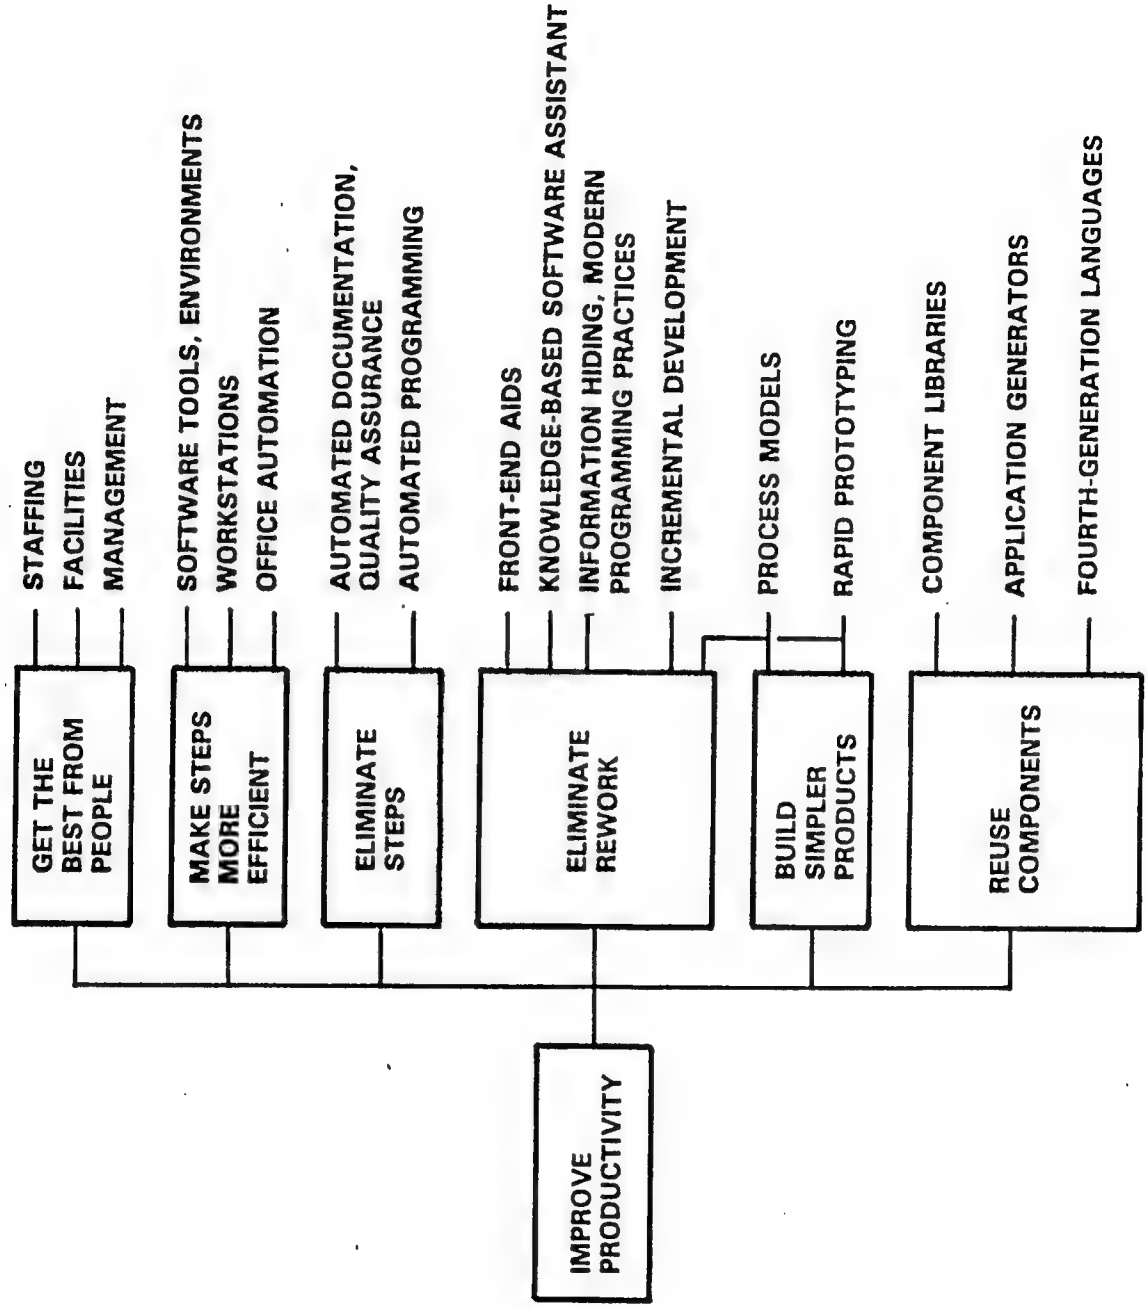 IMPROVE
PRODUCTIVITY
GET THE
BEST FROM
PEOPLE
STAFFING
FACILITIES
MANAGEMENT
MAKE STEPS
MORE
EFFICIENT
SOFTWARE TOOLS, ENVIRONMENTS
WORKSTATIONS
OFFICE AUTOMATION
ELIMINATE
STEPS
AUTOMATED DOCUMENTATION,
QUALITY ASSURANCE
AUTOMATED PROGRAMMING
ELIMINATE
REWORK
FRONT-END AIDS
KNOWLEDGE-BASED SOFTWARE ASSISTANT
INFORMATION HIDING, MODERN
PROGRAMMING PRACTICES
INCREMENTAL DEVELOPMENT
BUILD
SIMPLER
PRODUCTS
PROCESS MODELS
RAPID PROTOTYPING
REUSE
COMPONENTS
COMPONENT LIBRARIES
APPLICATION GENERATORS
FOURTH-GENERATION LANGUAGES